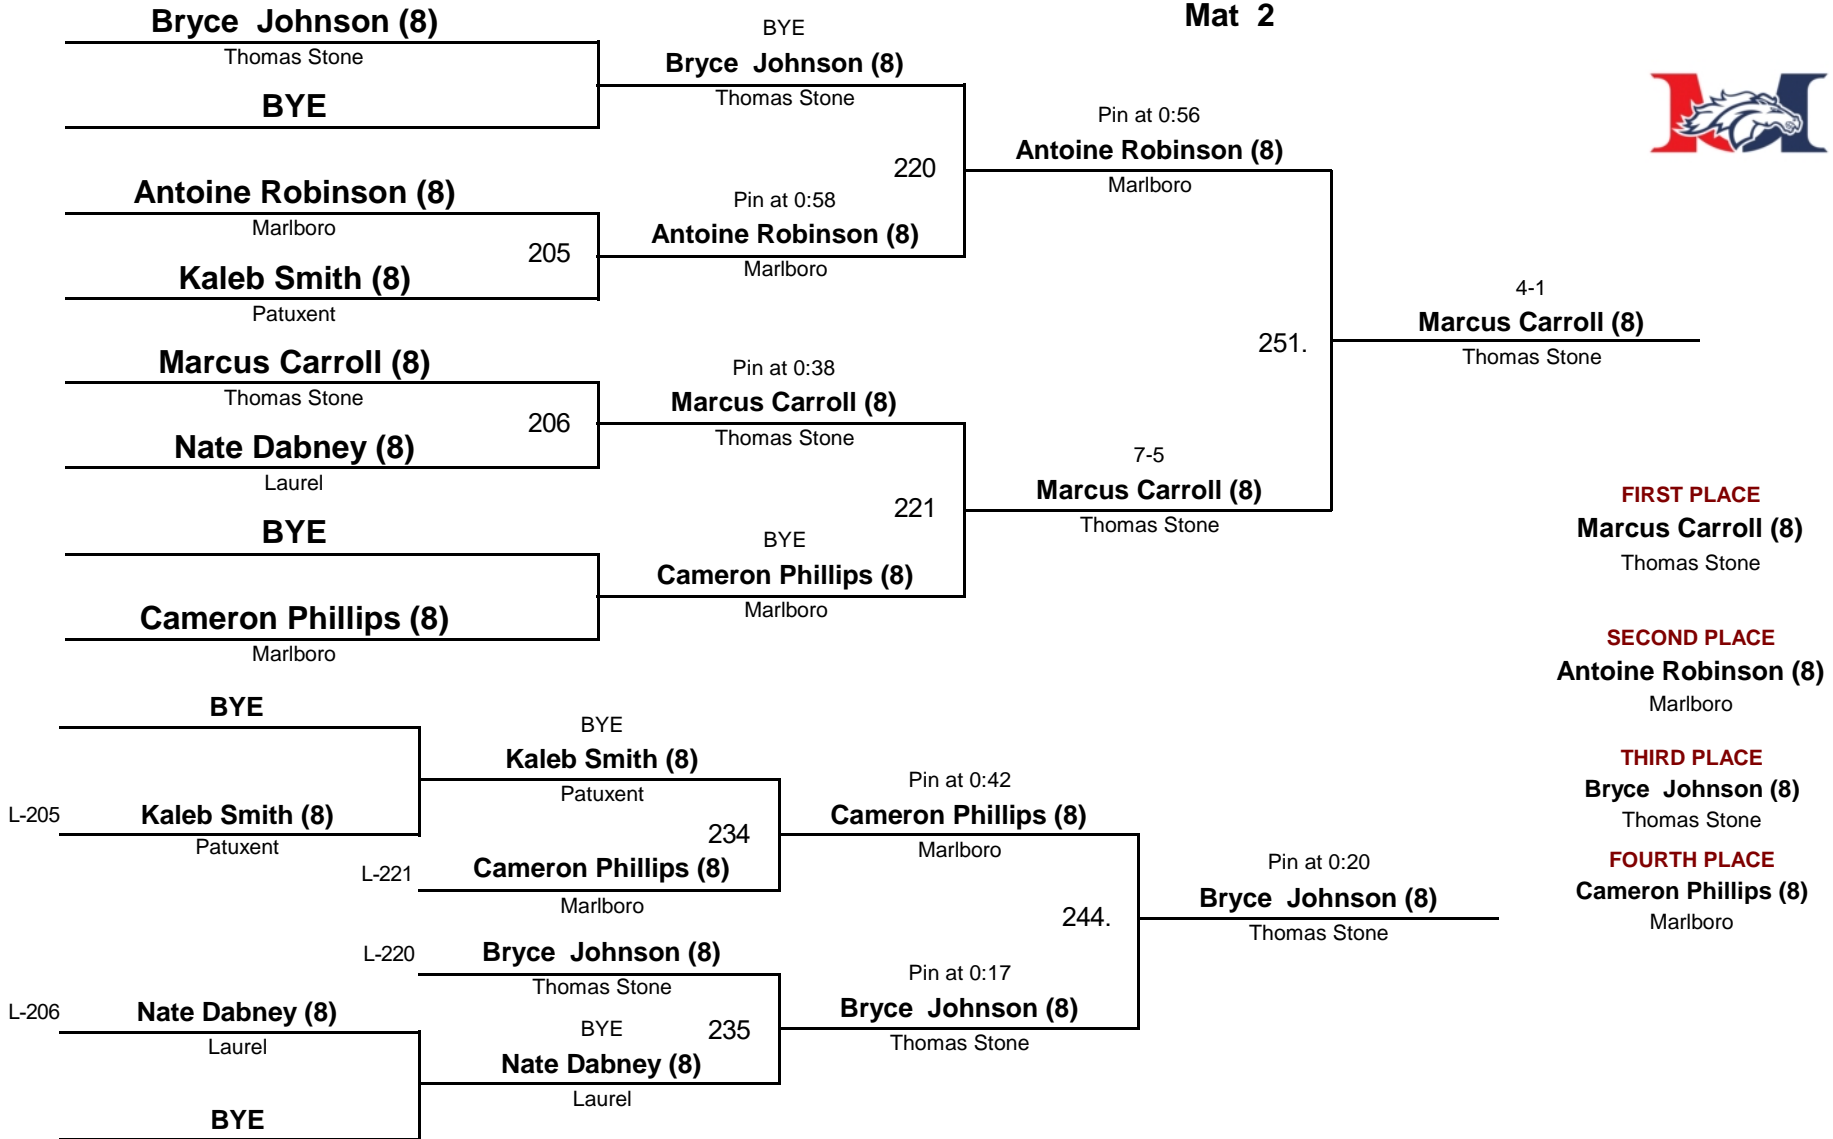 Mat  2
Bryce  Johnson (8)
Thomas Stone
BYE
Antoine Robinson (8)
Marlboro
205
Kaleb Smith (8)
Patuxent
Marcus Carroll (8)
Thomas Stone
206
Nate Dabney (8)
Laurel
BYE
Cameron Phillips (8)
Marlboro
BYE
Bryce  Johnson (8)
Thomas Stone
220
Pin at 0:58
Antoine Robinson (8)
Marlboro
Pin at 0:38
Marcus Carroll (8)
Thomas Stone
221
BYE
Cameron Phillips (8)
Marlboro
Pin at 0:56
Antoine Robinson (8)
Marlboro
251.
7-5
Marcus Carroll (8)
Thomas Stone
4-1
Marcus Carroll (8)
Thomas Stone
BYE
L-205
Kaleb Smith (8)
Patuxent
L-206
Nate Dabney (8)
Laurel
BYE
BYE
Kaleb Smith (8)
Patuxent
234
L-221
Cameron Phillips (8)
Marlboro
L-220
Bryce  Johnson (8)
Thomas Stone
BYE
235
Nate Dabney (8)
Laurel
Pin at 0:42
Cameron Phillips (8)
Marlboro
244.
Pin at 0:17
Bryce  Johnson (8)
Thomas Stone
Pin at 0:20
Bryce  Johnson (8)
Thomas Stone
FIRST PLACE
Marcus Carroll (8)
Thomas Stone
SECOND PLACE
Antoine Robinson (8)
Marlboro
THIRD PLACE
Bryce  Johnson (8)
Thomas Stone
FOURTH PLACE
Cameron Phillips (8)
Marlboro
M